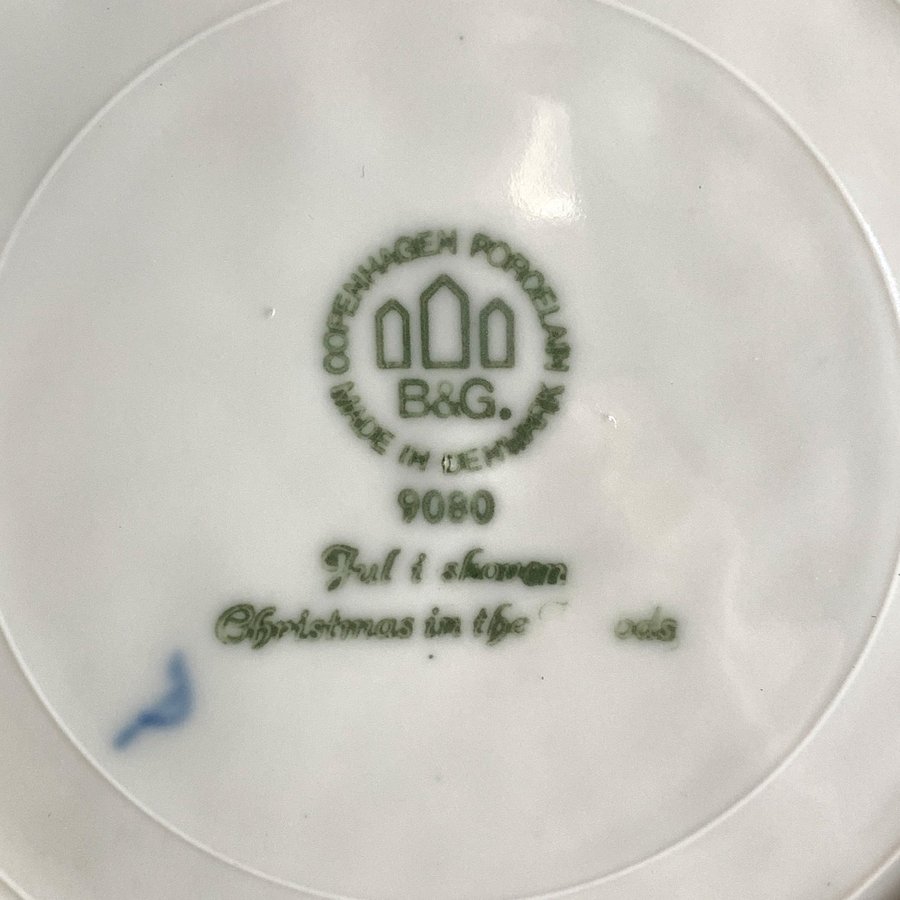 COPENHAGEN PORCELAIN
MADE IN DENMARK
B&G.
9080
Jul i skoven
Christmas in the